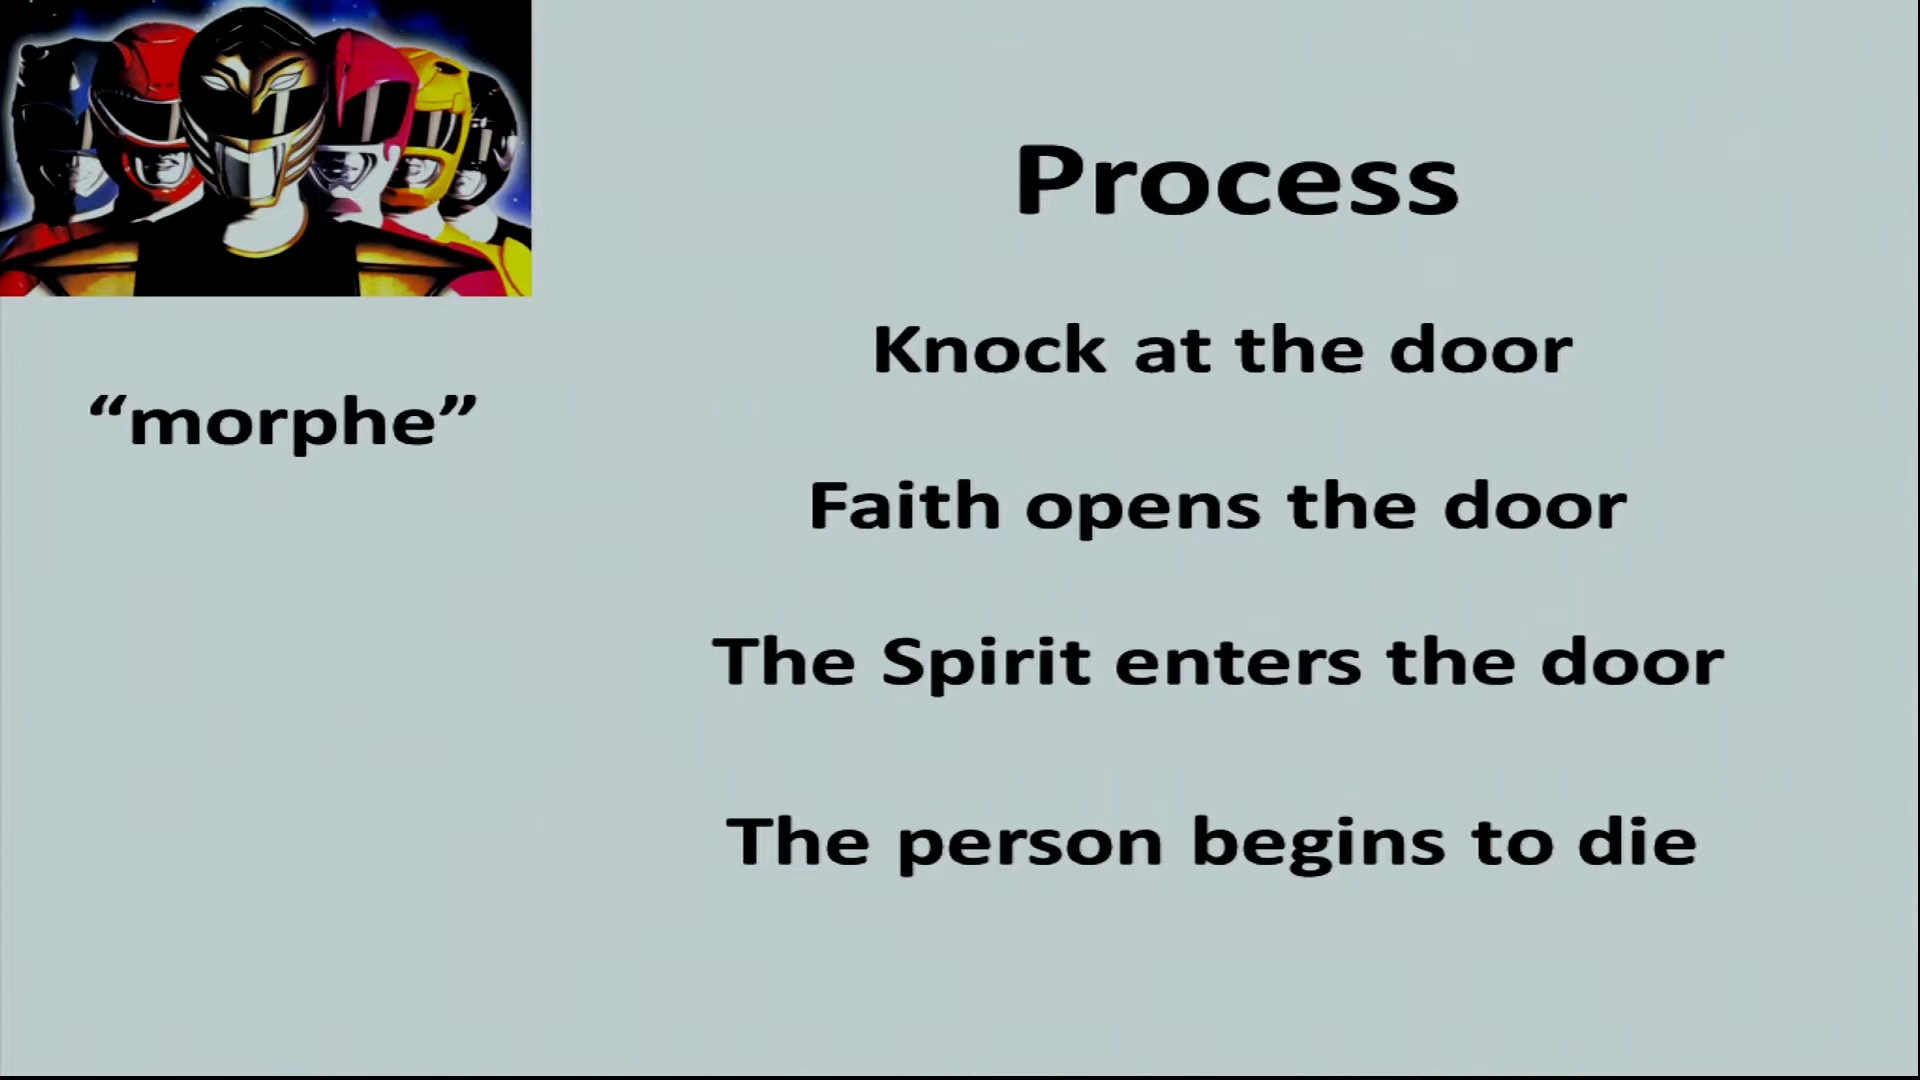 Process
Knock at the door
“morphe”
Faith opens the door
The Spirit enters the door
The person begins to die